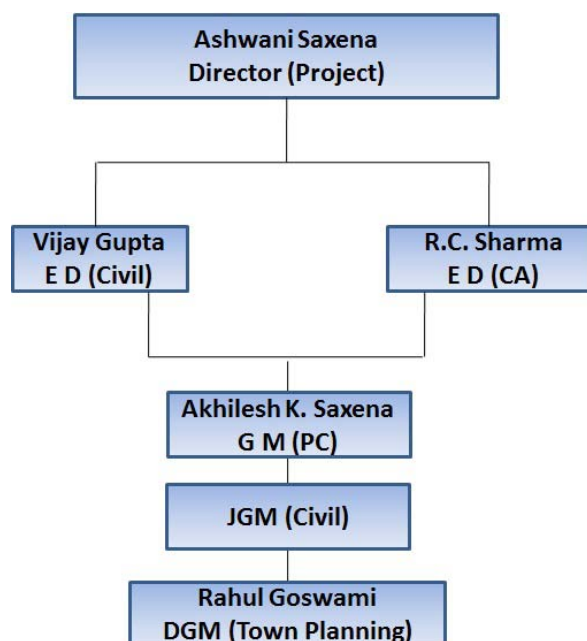 Ashwani Saxena
Director (Project)
Vijay Gupta
E D (Civil)
R.C. Sharma
E D (CA)
Akhilesh K. Saxena
G M (PC)
JGM (Civil)
Rahul Goswami
DGM (Town Planning)